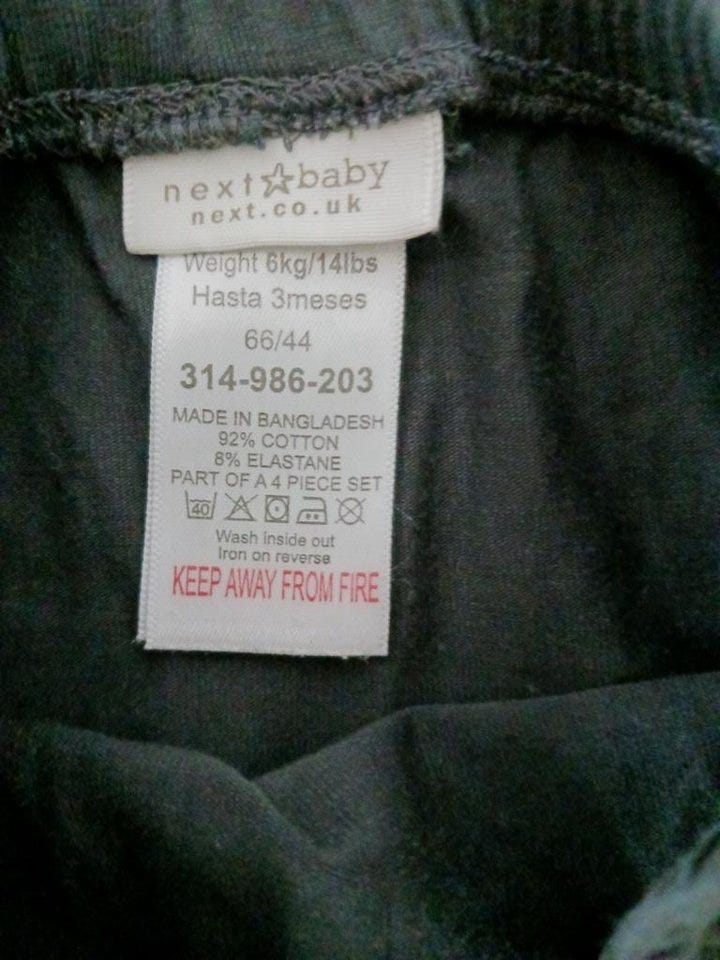 next☆baby
next.co.uk
Weight 6kg/14lbs
Hasta 3meses
66/44
314-986-203
MADE IN BANGLADESH
92% COTTON
8% ELASTANE
PART OF A 4 PIECE SET
40
Wash inside out
Iron on reverse
KEEP AWAY FROM FIRE